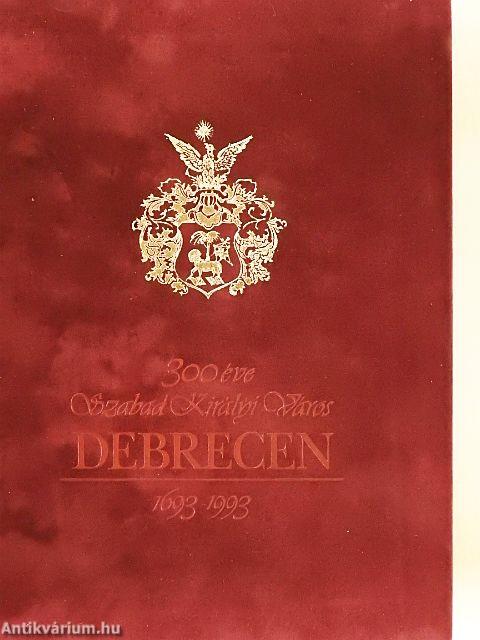 300 éve
Szabad Királyi Város
DEBRECEN
1693-1993
Antikvárium.hu